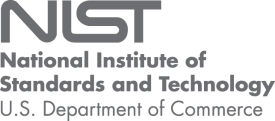 NIST
National Institute of
Standards and Technology
U.S. Department of Commerce